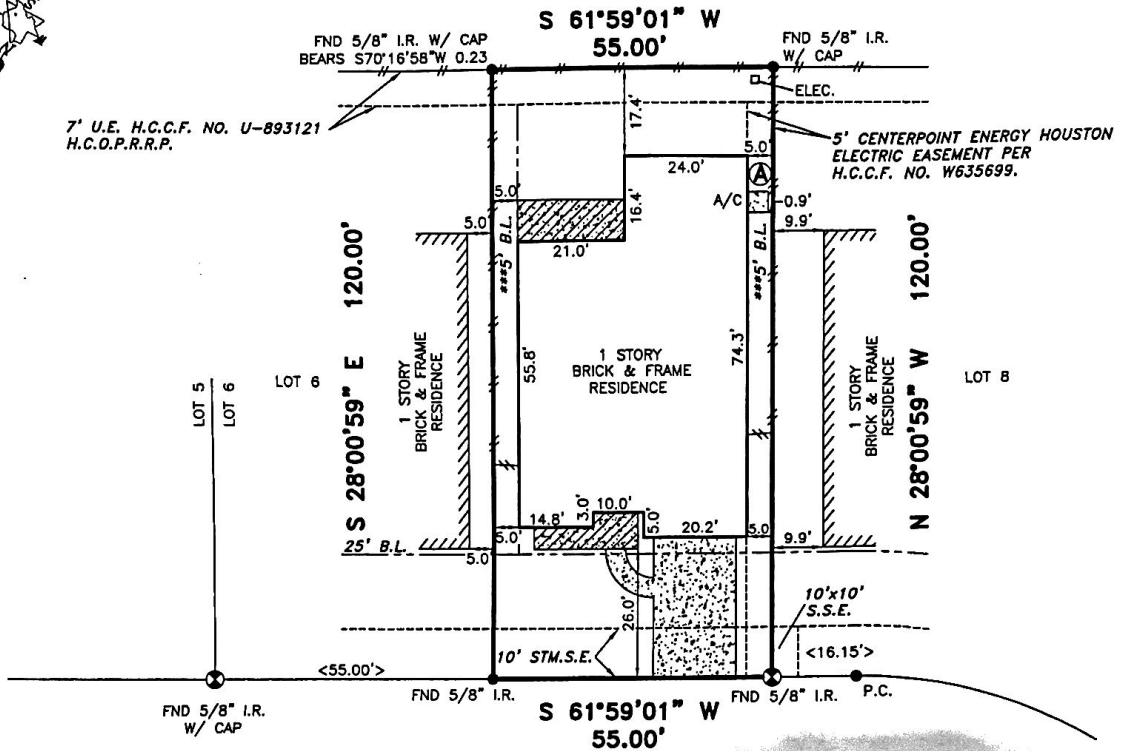 S 61°59'01" W
55.00'
FND 5/8" I.R. W/ CAP
BEARS S70°16'58"W 0.23
FND 5/8" I.R.
W/ CAP
ELEC.
7' U.E. H.C.C.F. NO. U-893121
H.C.O.P.R.R.P.
17.4'
5' CENTERPOINT ENERGY HOUSTON
ELECTRIC EASEMENT PER
H.C.C.F. NO. W635699.
24.0'
5.0'
A
A/C
0.9'
5.0'
16.4'
5.0'
9.9'
21.0'
***5' B.L.
***5' B.L.
S 28°00'59" E 120.00'
N 28°00'59" W 120.00'
55.8'
74.3'
1 STORY
BRICK & FRAME
RESIDENCE
1 STORY
BRICK & FRAME
RESIDENCE
1 STORY
BRICK & FRAME
RESIDENCE
LOT 5
LOT 6
LOT 6
LOT 8
14.8'
3.0'
10.0'
5.0'
20.2'
5.0
9.9'
5.0'
25' B.L.
5.0
26.0'
10'x10'
S.S.E.
10' STM.S.E.
<55.00'>
<16.15'>
FND 5/8" I.R.
W/ CAP
FND 5/8" I.R.
FND 5/8" I.R.
P.C.
S 61°59'01" W
55.00'